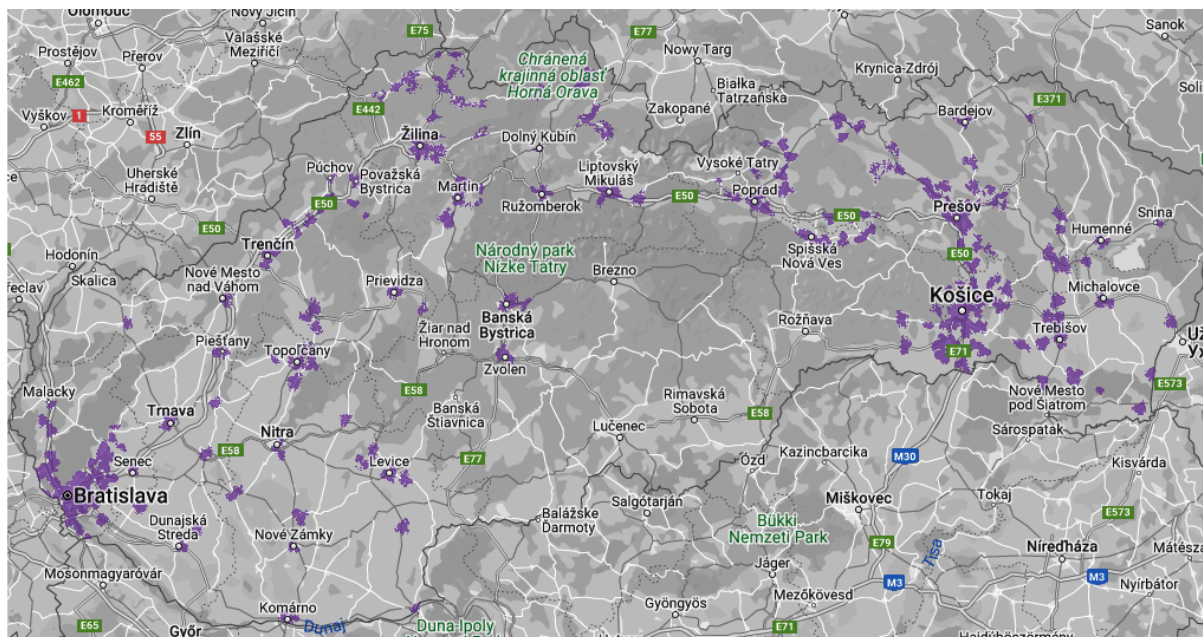 Olomouc
Nový Jičín
E75
E77
Sanok
Prostějov
Přerov
Valašské
Meziříčí
Chránená
krajinná oblasť
Horná Orava
Nowy Targ
Krynica-Zdrój
E462
Białka
Tatrzańska
Vyškov
1
Kroměříž
E442
Zakopané
Bardejov
E371
55
Zlín
Žilina
Dolný Kubín
Uherské
Hradiště
Púchov
Považská
Bystrica
Martin
Liptovský
Mikuláš
Vysoké Tatry
Poprad
E50
E50
Ružomberok
E50
E50
Prešov
Snina
Humenné
E50
Trenčín
Spišská
Nová Ves
E50
Hodonín
Skalica
Národný park
Nízke Tatry
Brezno
Nové Mesto
nad Váhom
Prievidza
Košice
Michalovce
Banská
Bystrica
Rožňava
Trebišov
Žiar nad
Hronom
Piešťany
Topoľčany
Zvolen
E71
Malacky
E58
Banská
Štiavnica
Rimavská
Sobota
Nové Mesto
pod Šiatrom
E573
Trnava
E58
Nitra
Lučenec
E58
Sárospatak
Senec
Levice
E77
Ózd
Kazincbarcika
M30
Kisvárda
Bratislava
Salgótarján
Miškovec
Tokaj
Dunajská
Streda
Nové Zámky
Balážske
Darmoty
Bükki
Nemzeti Park
E573
E79
Tisa
Níreďháza
Mosonmagyaróvár
Jáger
M3
M3
Nyírbátor
Komárno
Dunaj
Gyöngyös
Mezőkövesd
E65
Győr
Duna-Ipoly
E71